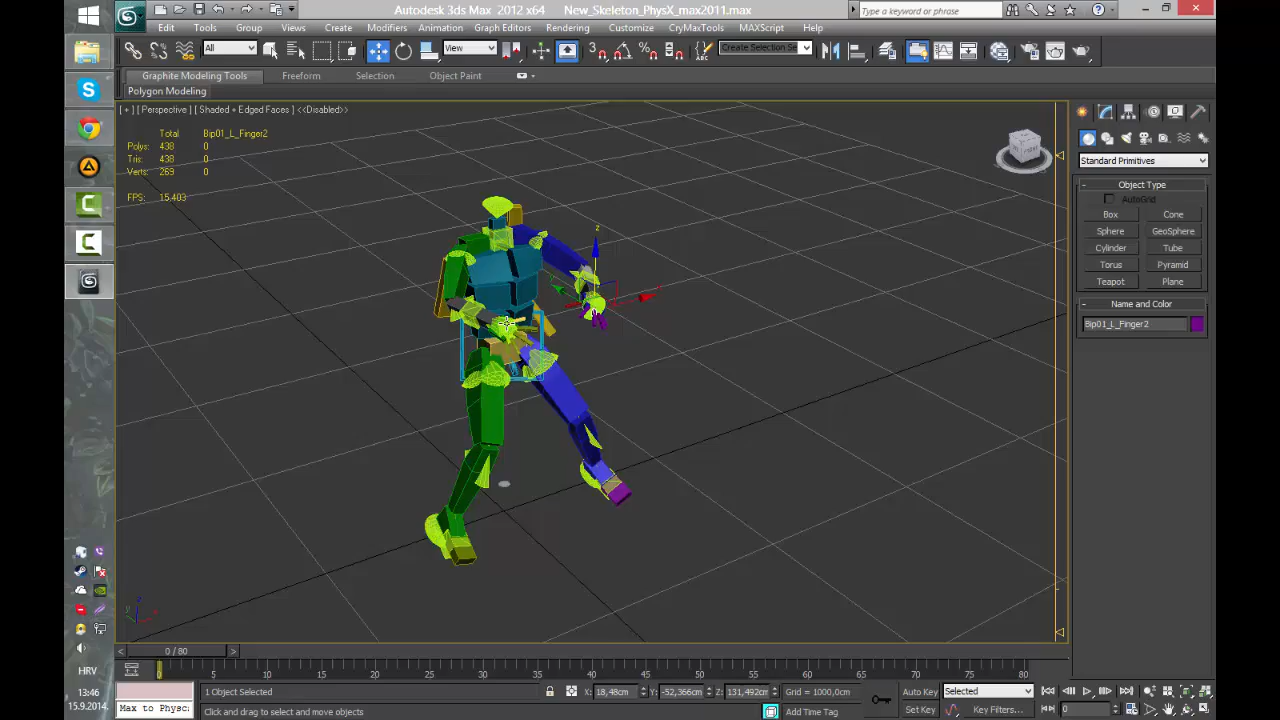 Autodesk 3ds Max 2012 x64 New_Skeleton_PhysX_max2011.max
Type a keyword or phrase
Edit Tools Group Views Create Modifiers Animation Graph Editors Rendering Customize CryMaxTools MAXScript Help
All
View
Create Selection Se
Graphite Modeling Tools Freeform Selection Object Paint
Polygon Modeling
[ + ] [ Perspective ] [ Shaded + Edged Faces ] <<Disabled>>
Total Bip01_L_Finger2
Polys: 438 0
Tris: 438 0
Verts: 269 0
FPS: 15,403
z
Standard Primitives
Object Type
AutoGrid
Box Cone
Sphere GeoSphere
Cylinder Tube
Torus Pyramid
Teapot Plane
Name and Color
Bip01_L_Finger2
HRV
13:46
15.9.2014.
0 / 80
0 5 10 15 20 25 30 35 40 45 50 55 60 65 70 75 80
1 Object Selected
X: 18,48cm Y: -52,366cm Z: 131,492cm Grid = 1000,0cm
Auto Key Selected
Max to Physc
Click and drag to select and move objects
Add Time Tag
Set Key Key Filters...
0